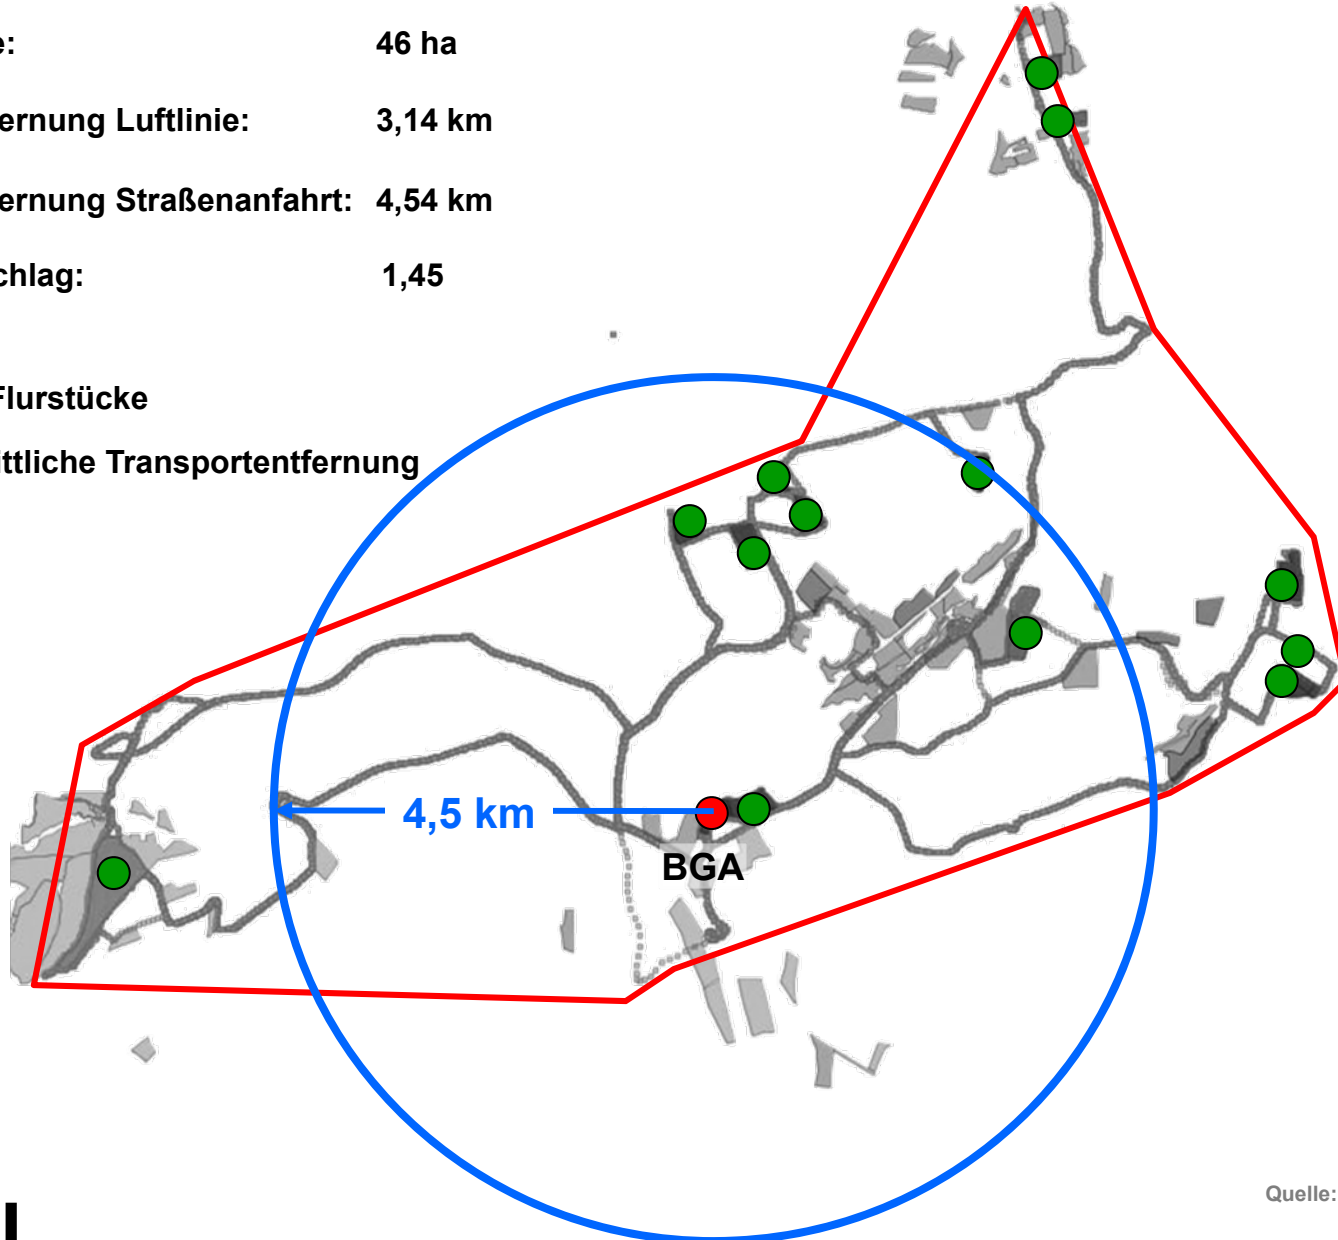 e: 46 ha
ernung Luftlinie: 3,14 km
ernung Straßenanfahrt: 4,54 km
chlag: 1,45
Flurstücke
ittliche Transportentfernung
4,5 km
BGA
Quelle: